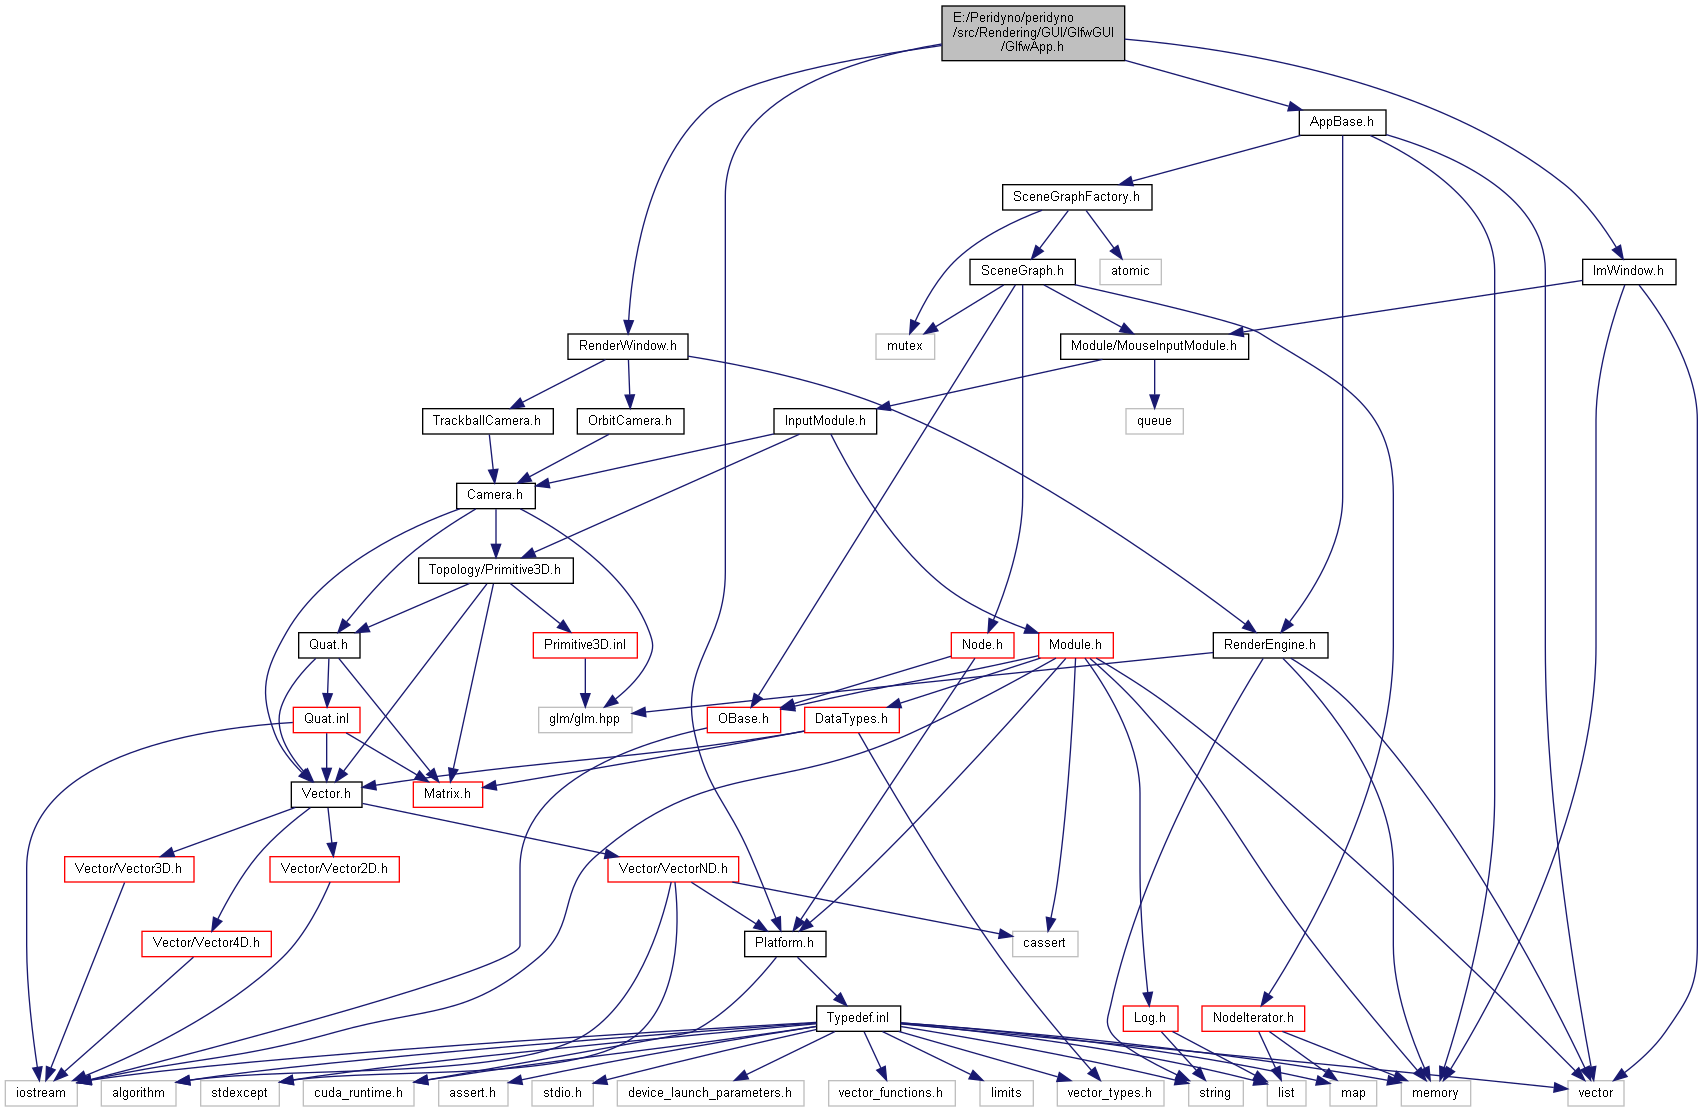 E:/Peridyno/peridyno
/src/Rendering/GUI/GlfwGUI
/GlfwApp.h
AppBase.h
SceneGraphFactory.h
SceneGraph.h
atomic
ImWindow.h
RenderWindow.h
mutex
Module/MouseInputModule.h
TrackballCamera.h
OrbitCamera.h
InputModule.h
queue
Camera.h
Topology/Primitive3D.h
Quat.h
Primitive3D.inl
Node.h
Module.h
RenderEngine.h
Quat.inl
glm/glm.hpp
OBase.h
DataTypes.h
Vector.h
Matrix.h
Vector/Vector3D.h
Vector/Vector2D.h
Vector/VectorND.h
Vector/Vector4D.h
Platform.h
cassert
Typedef.inl
Log.h
NodeIterator.h
iostream
algorithm
stdexcept
cuda_runtime.h
assert.h
stdio.h
device_launch_parameters.h
vector_functions.h
limits
vector_types.h
string
list
map
memory
vector